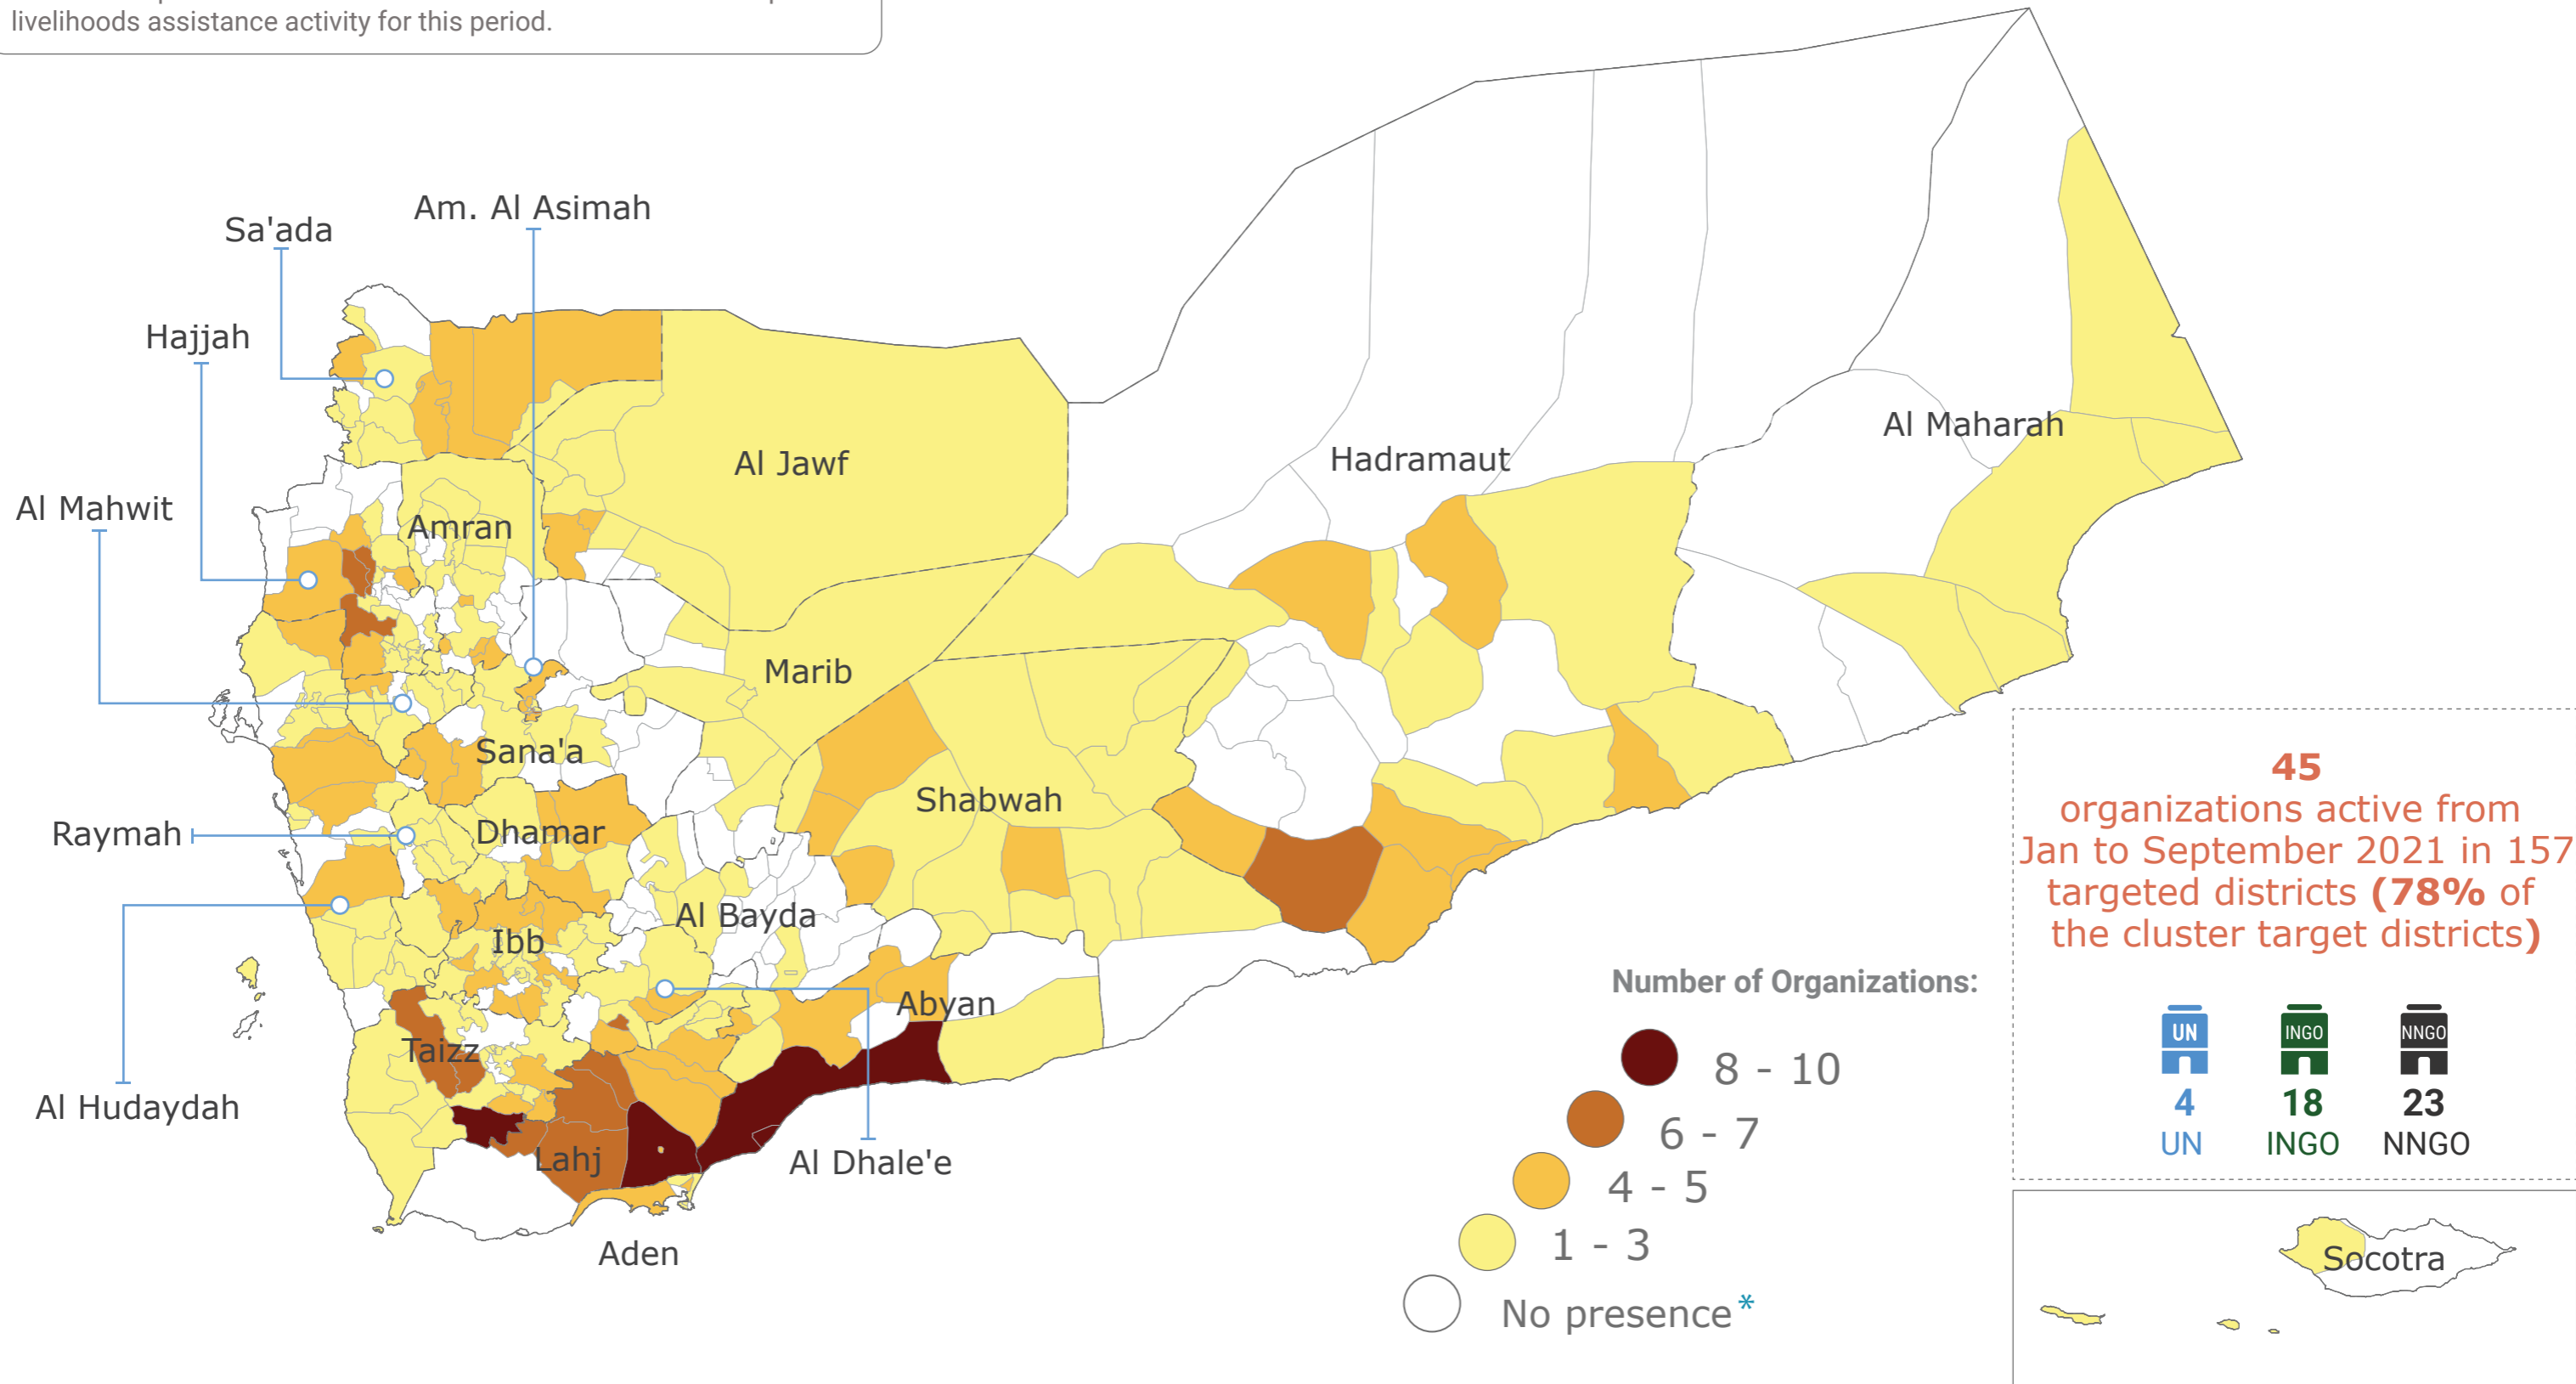 livelihoods assistance activity for this period.
Am. Al Asimah
Sa'ada
Hajjah
Al Mahwit
Amran
Al Jawf
Hadramaut
Al Maharah
Marib
Sana'a
Shabwah
Raymah
Dhamar
Al Bayda
Ibb
Abyan
Taizz
Al Hudaydah
Lahj
Al Dhale'e
Aden
Number of Organizations:
8 - 10
6 - 7
4 - 5
1 - 3
No presence*
45
organizations active from
Jan to September 2021 in 157
targeted districts (78% of
the cluster target districts)
UN INGO NNGO
4 18 23
UN INGO NNGO
Socotra